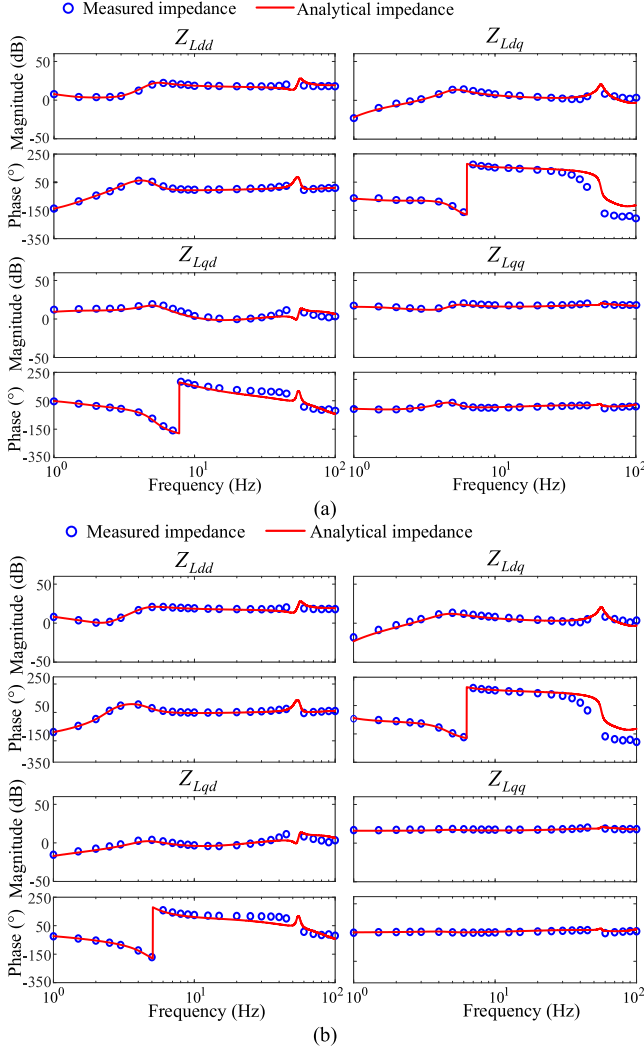 Measured impedance Analytical impedance
Z_Ldd Z_Ldq
Magnitude (dB)
50
0
-50
Phase (°)
250
50
-150
-350
Z_Lqd Z_Lqq
Magnitude (dB)
50
0
-50
Phase (°)
250
50
-150
-350
10^0 10^1 10^2 10^0 10^1 10^2
Frequency (Hz) Frequency (Hz)
(a)
Measured impedance Analytical impedance
Z_Ldd Z_Ldq
Magnitude (dB)
50
0
-50
Phase (°)
250
50
-150
-350
Z_Lqd Z_Lqq
Magnitude (dB)
50
0
-50
Phase (°)
250
50
-150
-350
10^0 10^1 10^2 10^0 10^1 10^2
Frequency (Hz) Frequency (Hz)
(b)